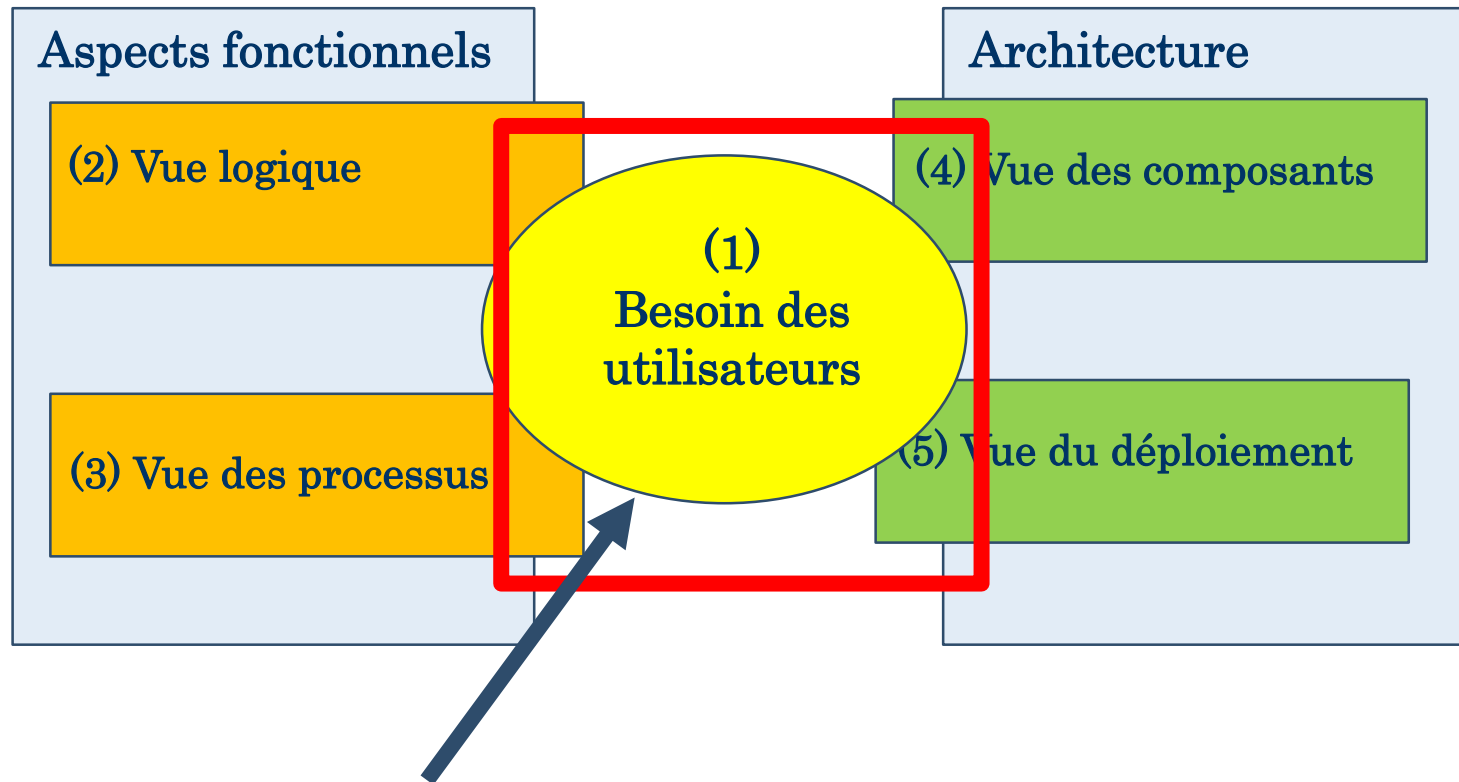 Aspects fonctionnels
Architecture
(2) Vue logique
(4) Vue des composants
(1)
Besoin des
utilisateurs
(3) Vue des processus
(5) Vue du déploiement